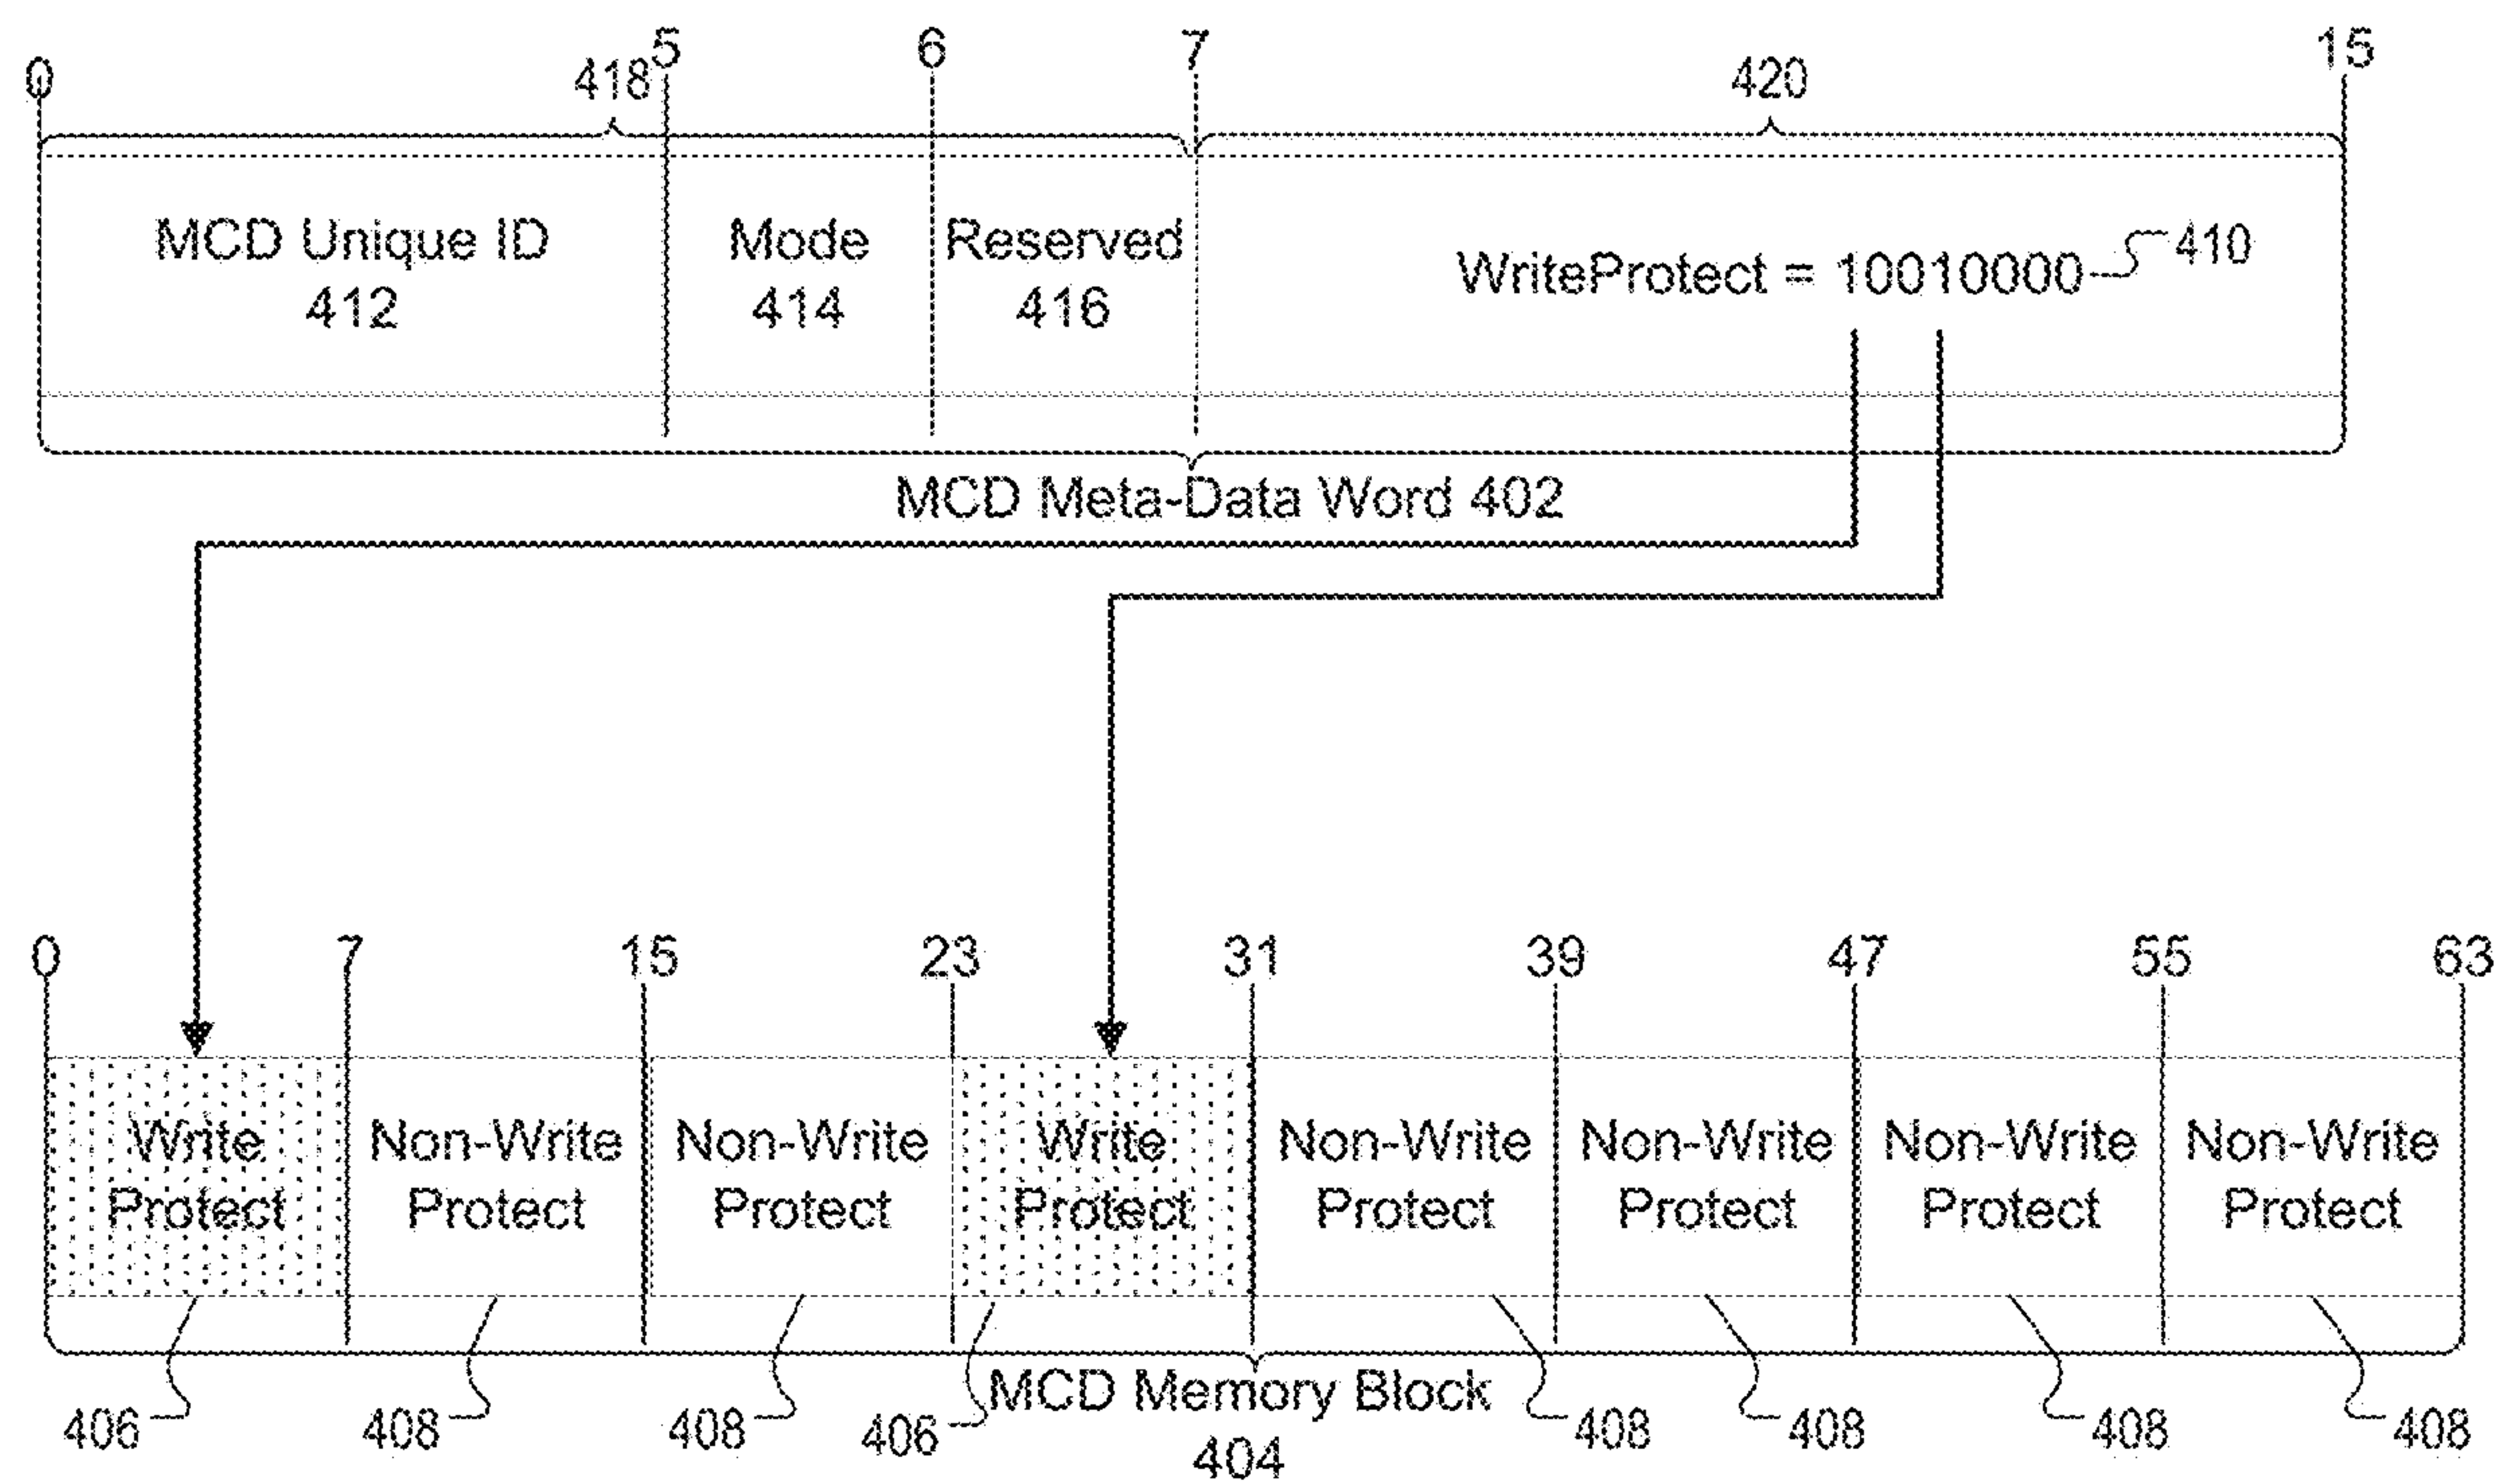 0 418 5 6 7 420 15
MCD Unique ID Mode Reserved
412 414 416
WriteProtect = 10010000 410
MCD Meta-Data Word 402
0 7 15 23 31 39 47 55 63
Write Non-Write Non-Write Write Non-Write Non-Write Non-Write Non-Write
Protect Protect Protect Protect Protect Protect Protect Protect
MCD Memory Block
406 408 408 406 408 408 408 408
404